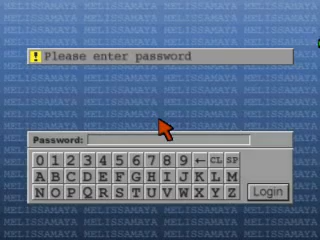 MELISSAMAYA MELISSAMAYA MELISSAMAYA MELISSAMAYA
! Please enter password
Password:
0 1 2 3 4 5 6 7 8 9 ← CL SP
A B C D E F G H I J K L M
N O P Q R S T U V W X Y Z Login